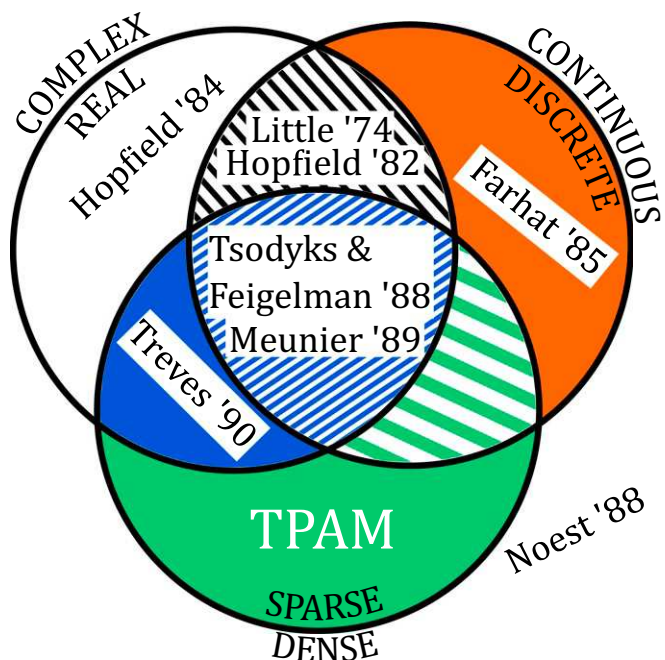 COMPLEX
REAL
CONTINUOUS
DISCRETE
Hopfield '84
Little '74
Hopfield '82
Farhat '85
Tsodyks &
Feigelman '88
Meunier '89
Treves '90
TPAM
Noest '88
SPARSE
DENSE